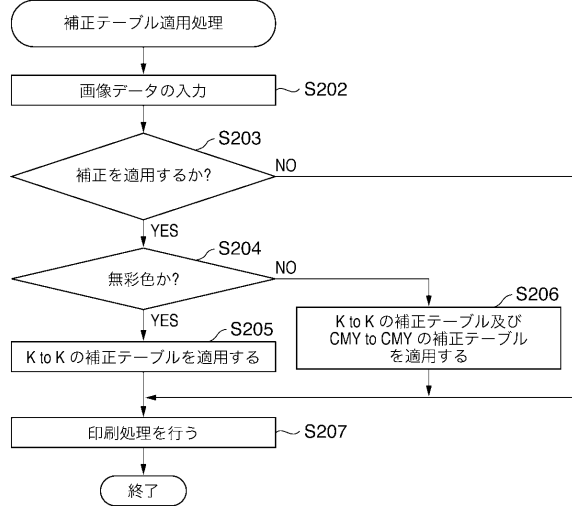 補正テーブル適用処理
画像データの入力
S202
S203
補正を適用するか?
NO
YES
S204
無彩色か?
NO
YES
S205
K to K の補正テーブルを適用する
S206
K to K の補正テーブル及び
CMY to CMY の補正テーブル
を適用する
印刷処理を行う
S207
終了